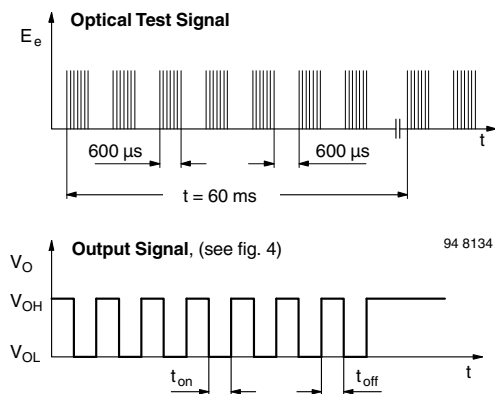 Optical Test Signal
Ee
t
600 µs
600 µs
t = 60 ms
Output Signal, (see fig. 4)
94 8134
VO
VOH
VOL
ton
toff
t